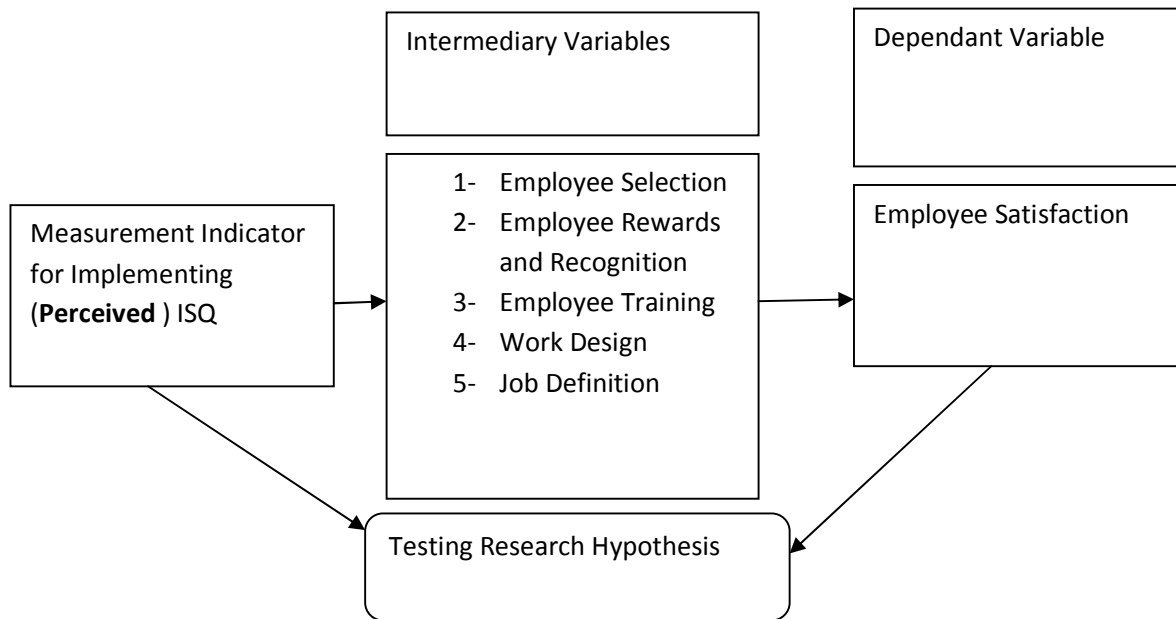 Intermediary Variables
Dependant Variable
Measurement Indicator
for Implementing
(Perceived ) ISQ
1- Employee Selection
2- Employee Rewards
and Recognition
3- Employee Training
4- Work Design
5- Job Definition
Employee Satisfaction
Testing Research Hypothesis